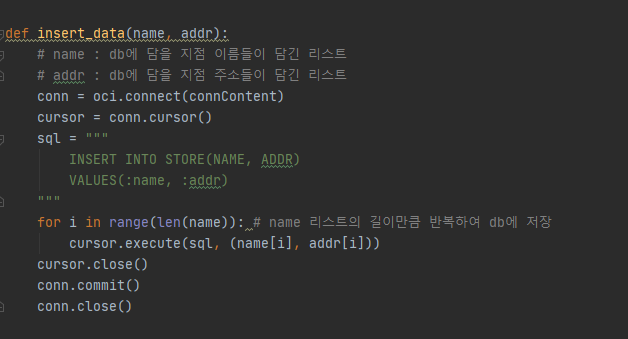 def insert_data(name, addr):
    # name : db에 담을 지점 이름들이 담긴 리스트
    # addr : db에 담을 지점 주소들이 담긴 리스트
    conn = oci.connect(connContent)
    cursor = conn.cursor()
    sql = """
        INSERT INTO STORE(NAME, ADDR)
        VALUES(:name, :addr)
    """
    for i in range(len(name)): # name 리스트의 길이만큼 반복하여 db에 저장
        cursor.execute(sql, (name[i], addr[i]))
    cursor.close()
    conn.commit()
    conn.close()